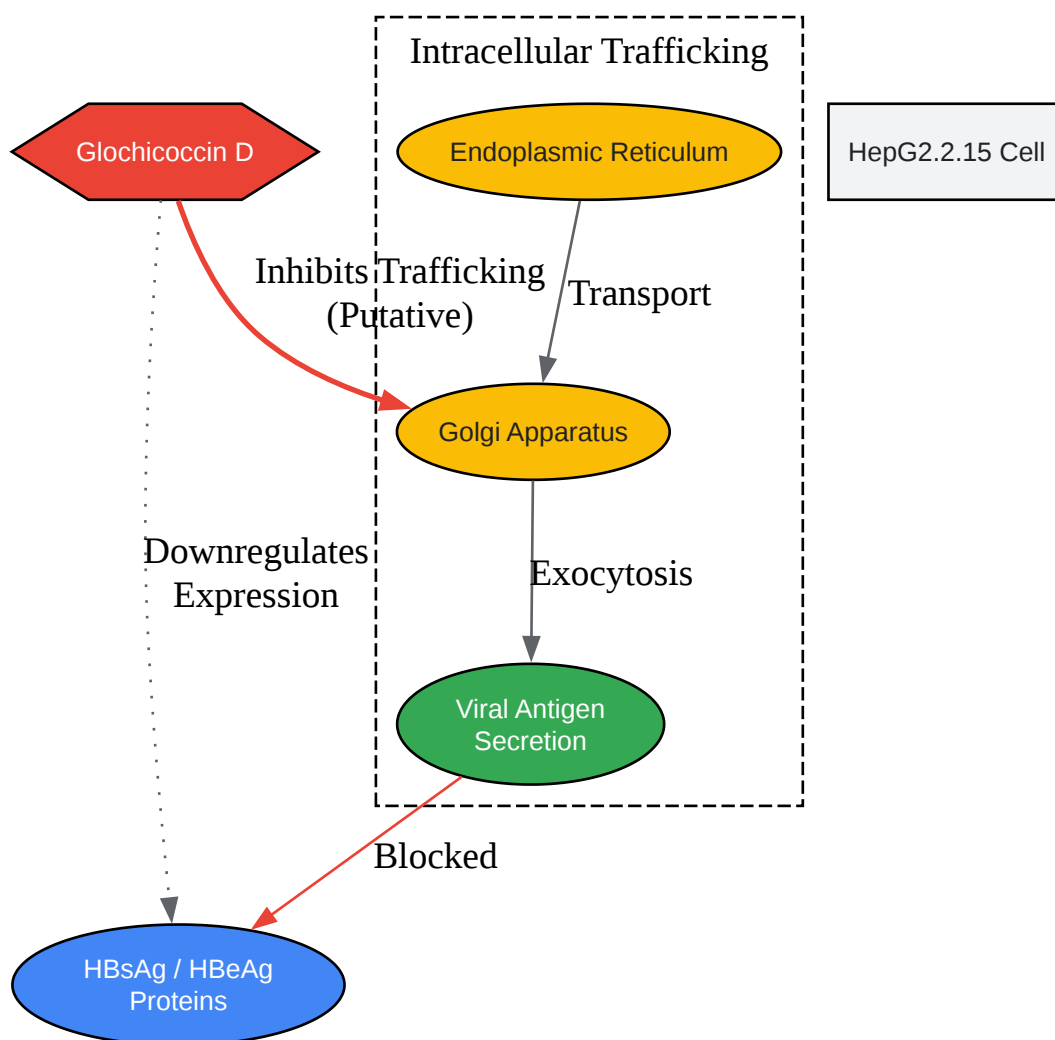 Intracellular Trafficking
Glochicoccin D
Endoplasmic Reticulum
HepG2.2.15 Cell
Inhibits Trafficking
(Putative)
Transport
Golgi Apparatus
Downregulates
Expression
Exocytosis
Viral Antigen
Secretion
Blocked
HBsAg / HBeAg
Proteins